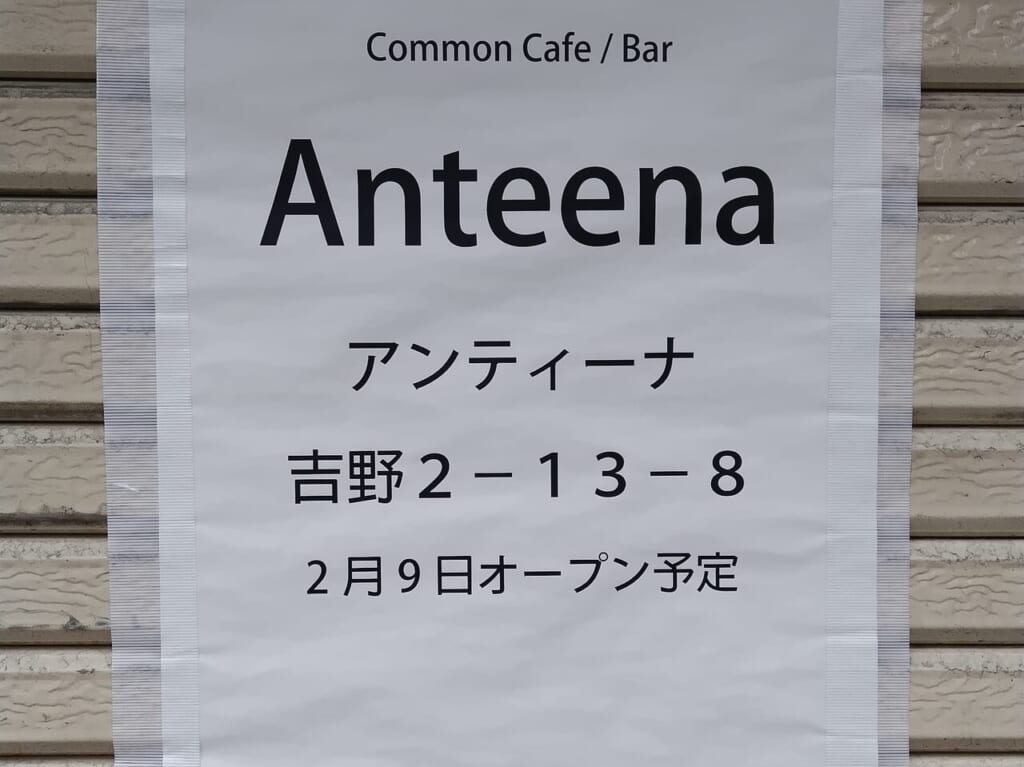 Common Cafe / Bar
Anteena
アンティーナ
吉野２－１３－８
２月９日オープン予定